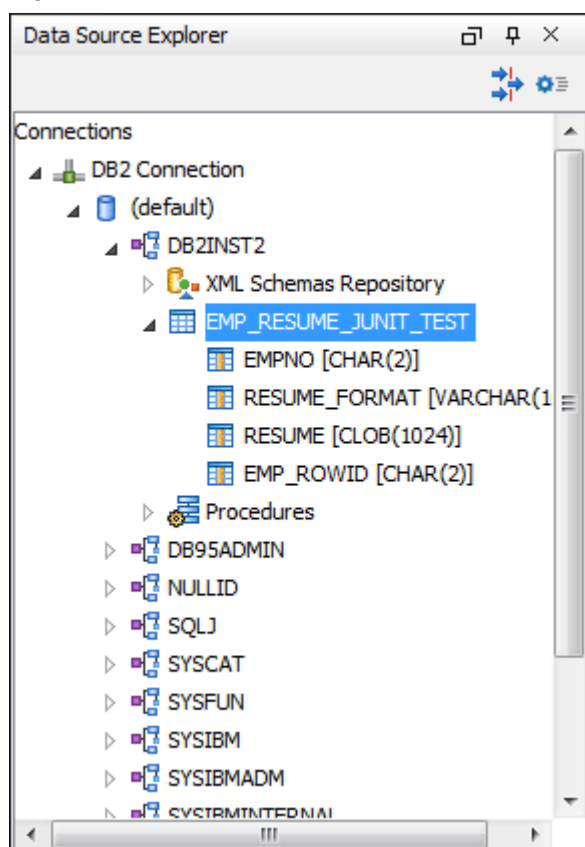 Data Source Explorer
Connections
DB2 Connection
(default)
DB2INST2
XML Schemas Repository
EMP_RESUME_JUNIT_TEST
EMPNO [CHAR(2)]
RESUME_FORMAT [VARCHAR(1
RESUME [CLOB(1024)]
EMP_ROWID [CHAR(2)]
Procedures
DB95ADMIN
NULLID
SQLJ
SYSCAT
SYSFUN
SYSIBM
SYSIBMADM
SYSIBMINTERNAL